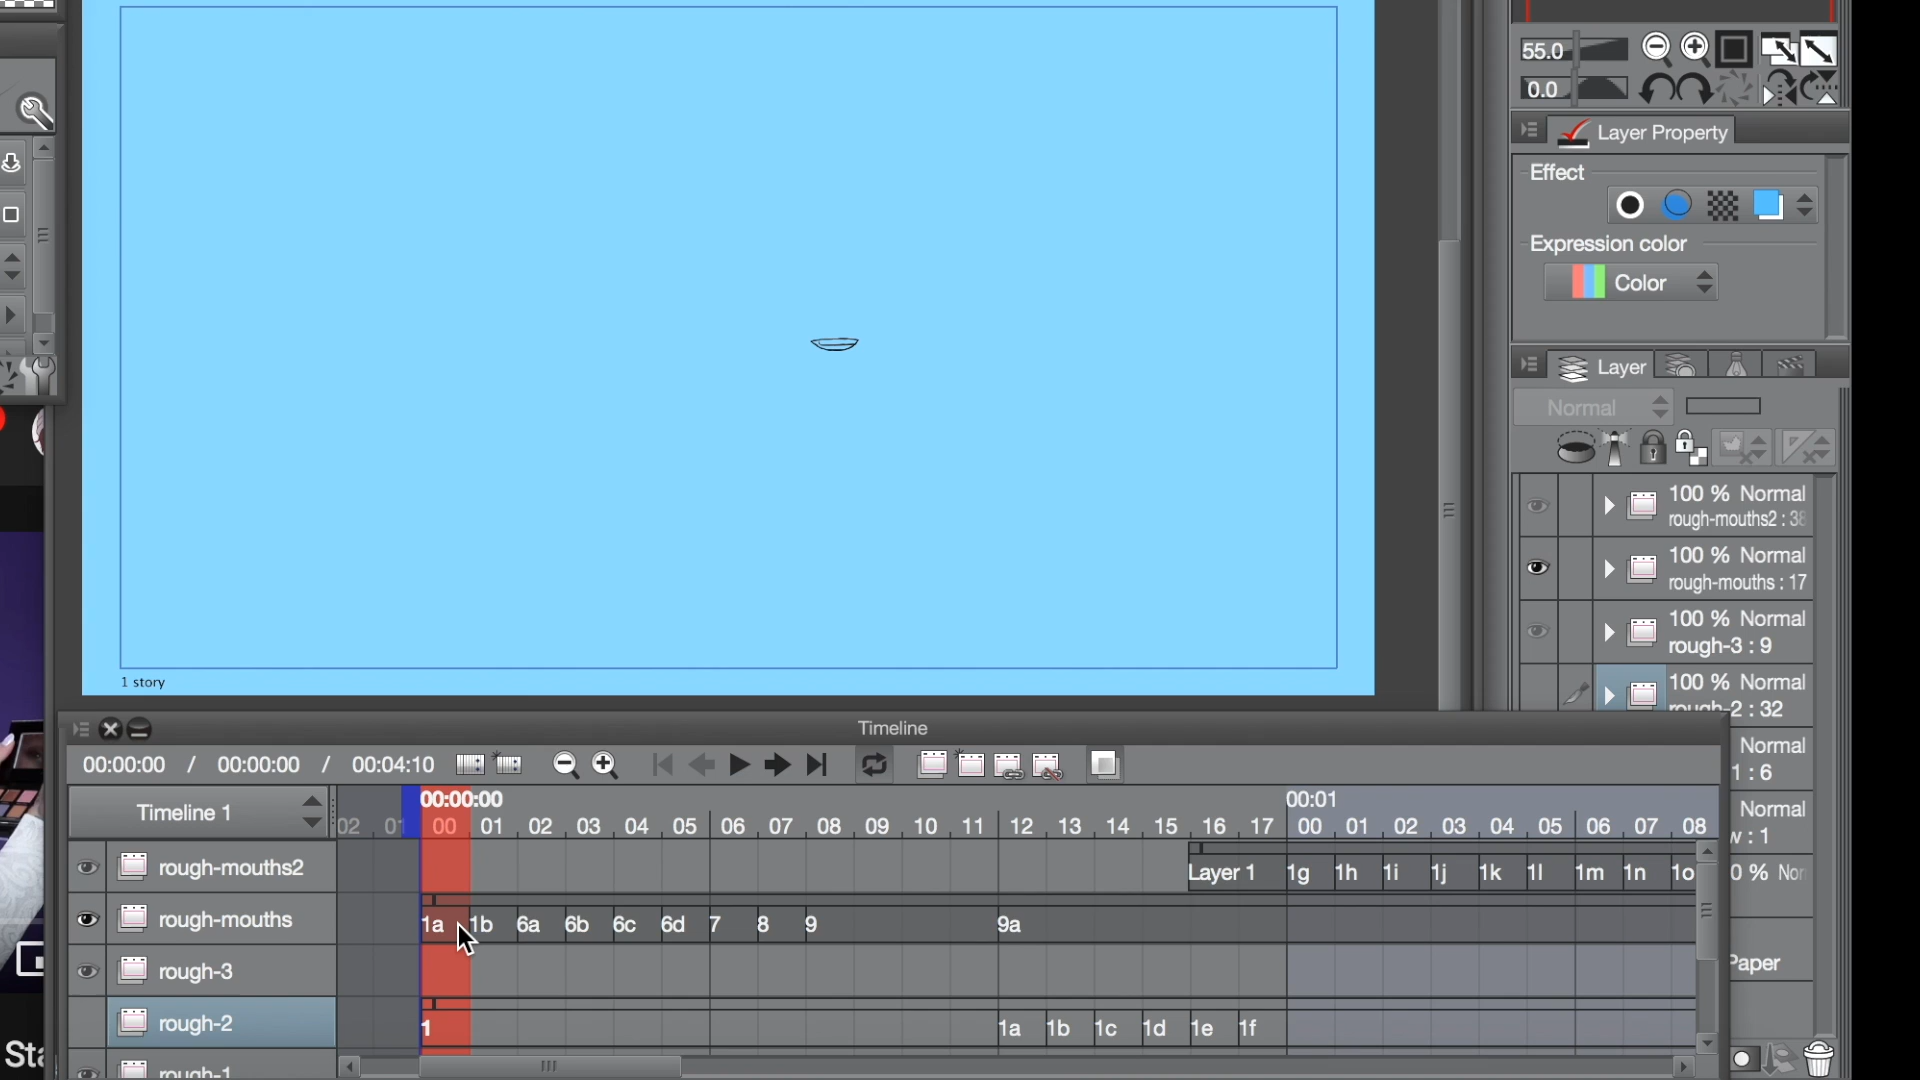 55.0
0.0
Layer Property
Effect
Expression color
Color
Layer
Normal
100 % Normal
rough-mouths2 : 38
100 % Normal
rough-mouths : 17
100 % Normal
rough-3 : 9
100 % Normal
rough-2 : 32
Normal
1 : 6
Normal
: 1
0 % Nor
Paper
1 story
Timeline
00:00:00 / 00:00:00 / 00:04:10
Timeline 1
00:00:00 00:01
02 01 00 01 02 03 04 05 06 07 08 09 10 11 12 13 14 15 16 17 00 01 02 03 04 05 06 07 08
rough-mouths2
Layer 1 1g 1h 1i 1j 1k 1l 1m 1n 1o
rough-mouths
1a 1b 6a 6b 6c 6d 7 8 9 9a
rough-3
rough-2
1 1a 1b 1c 1d 1e 1f
rough-1
Sta